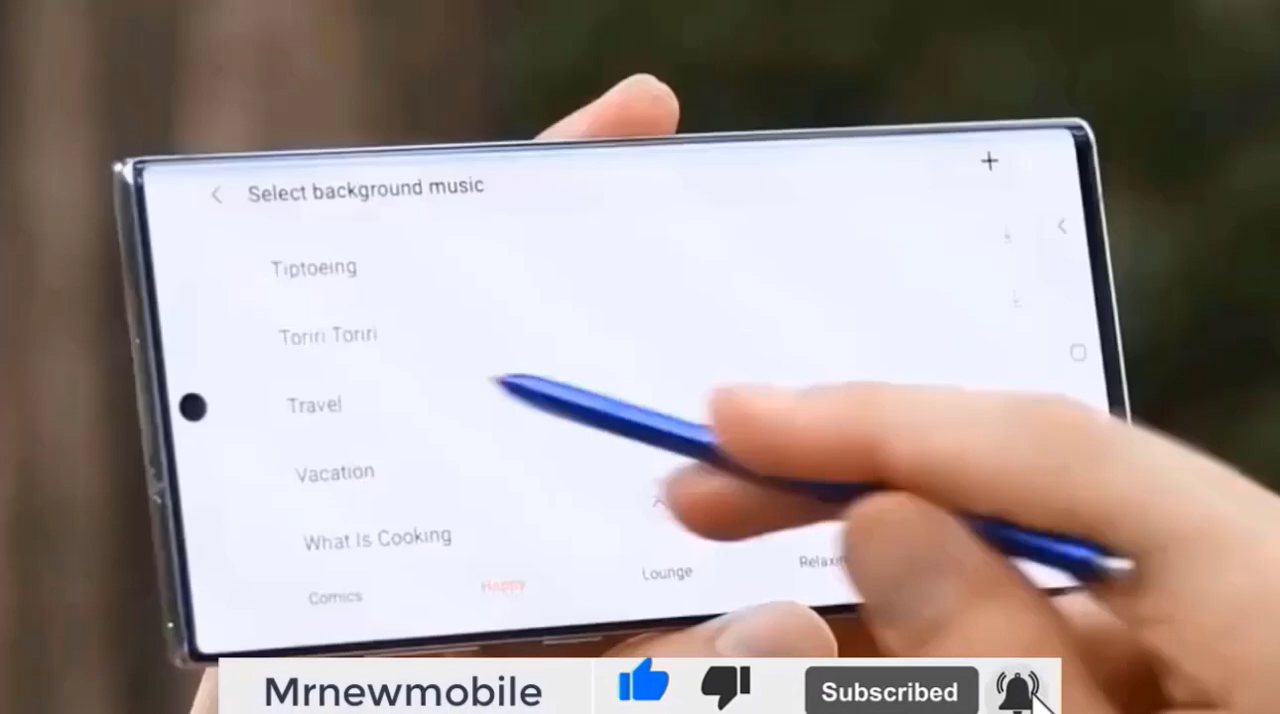 Select background music
Tiptoeing
Toriri Toriri
Travel
Vacation
What Is Cooking
Comics Happy Lounge
Mrnewmobile Subscribed